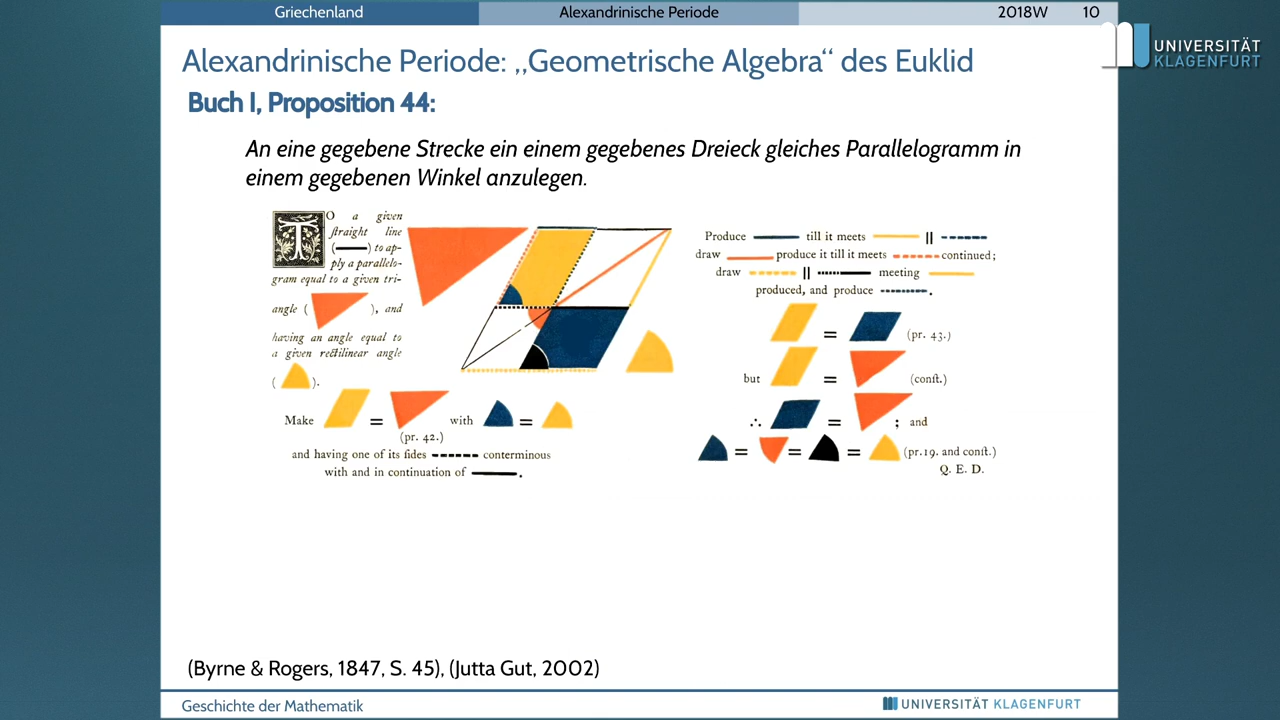 Griechenland
Alexandrinische Periode
2018W 10
UNIVERSITÄT
KLAGENFURT
Alexandrinische Periode: „Geometrische Algebra“ des Euklid
Buch I, Proposition 44:
An eine gegebene Strecke ein einem gegebenes Dreieck gleiches Parallelogramm in
einem gegebenen Winkel anzulegen.
TO a given
ſtraight line
( ) to ap-
ply a parallelo-
gram equal to a given tri-
angle ( ), and
having an angle equal to
a given rectilinear angle
( ).
Make = with =
(pr. 42.)
and having one of its ſides conterminous
with and in continuation of .
Produce till it meets ||
draw produce it till it meets continued;
draw || meeting
produced, and produce .
= (pr. 43.)
but = (conſt.)
∴ = ; and
= = = (pr.19. and conſt.)
Q. E. D.
(Byrne & Rogers, 1847, S. 45), (Jutta Gut, 2002)
Geschichte der Mathematik
UNIVERSITÄT KLAGENFURT